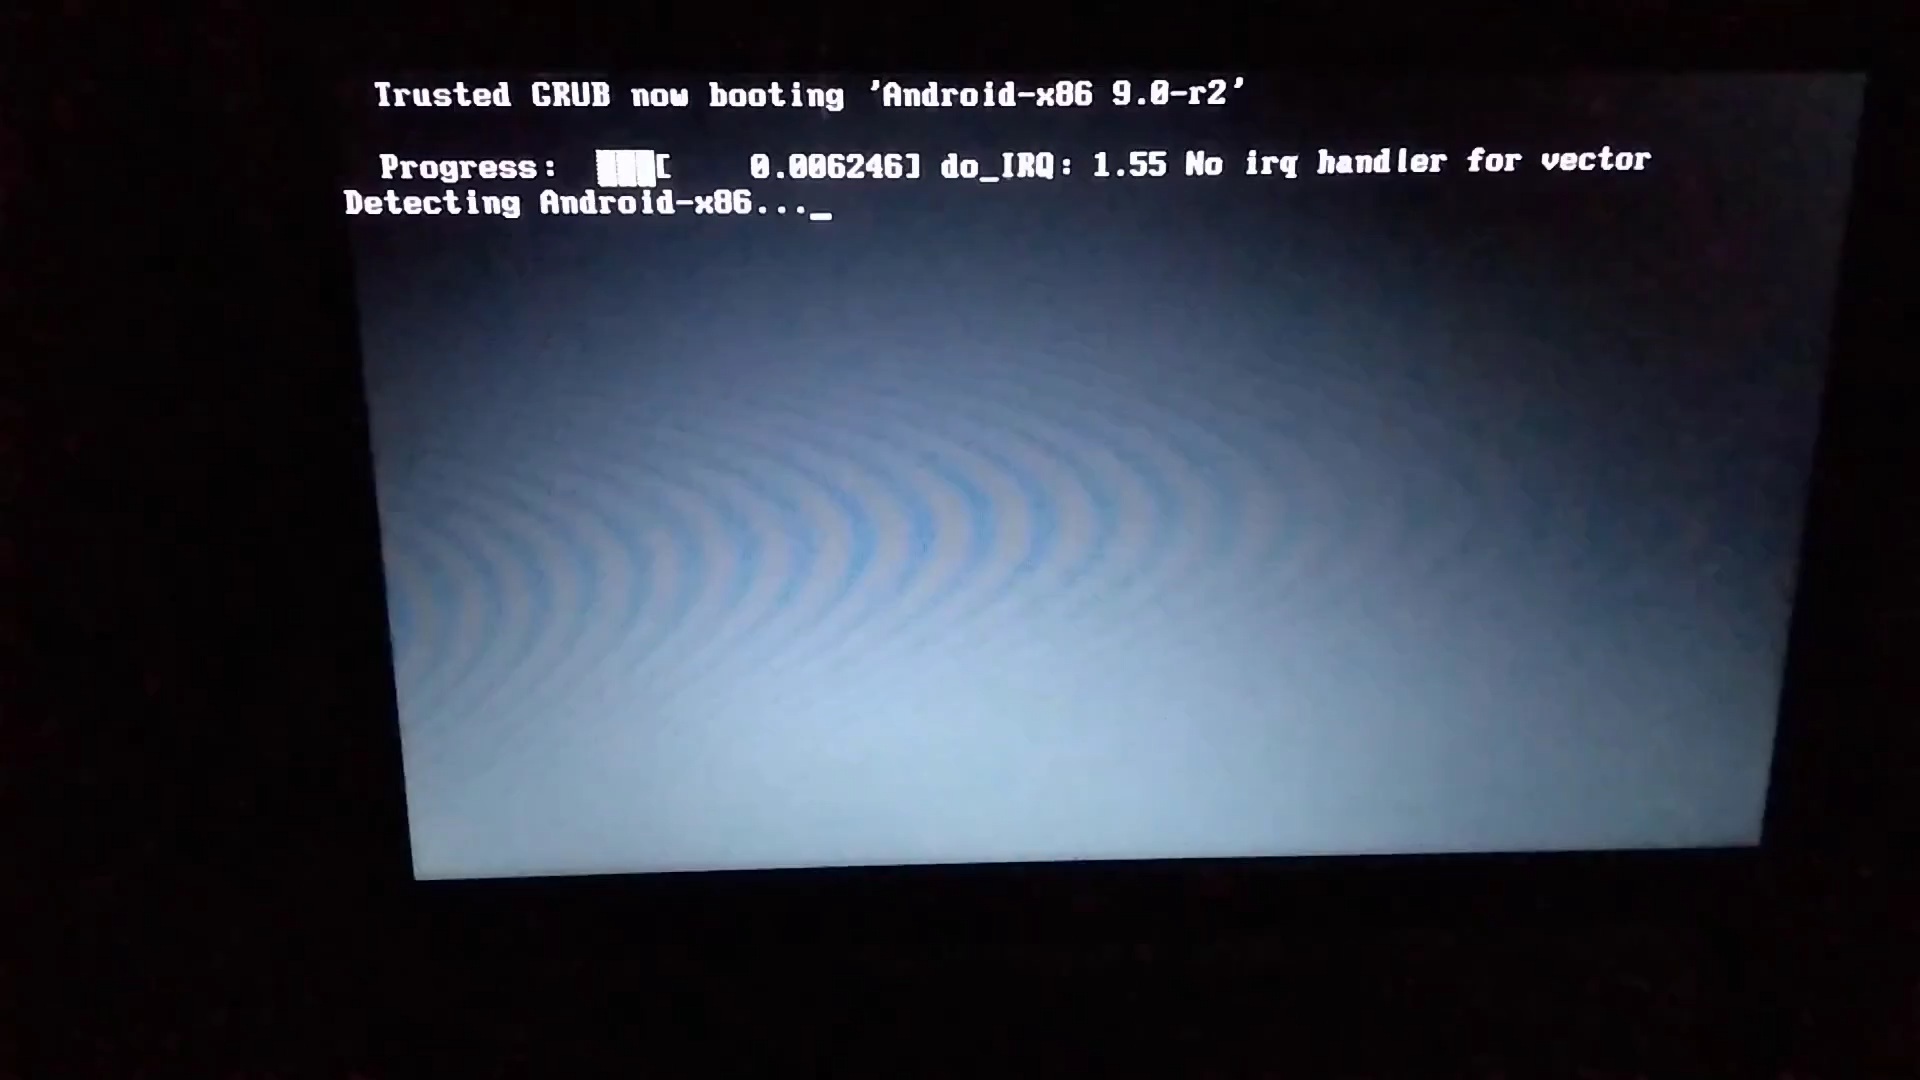 Trusted GRUB now booting 'Android-x86 9.0-r2'
Progress: ███[ 0.006246] do_IRQ: 1.55 No irq handler for vector
Detecting Android-x86..._